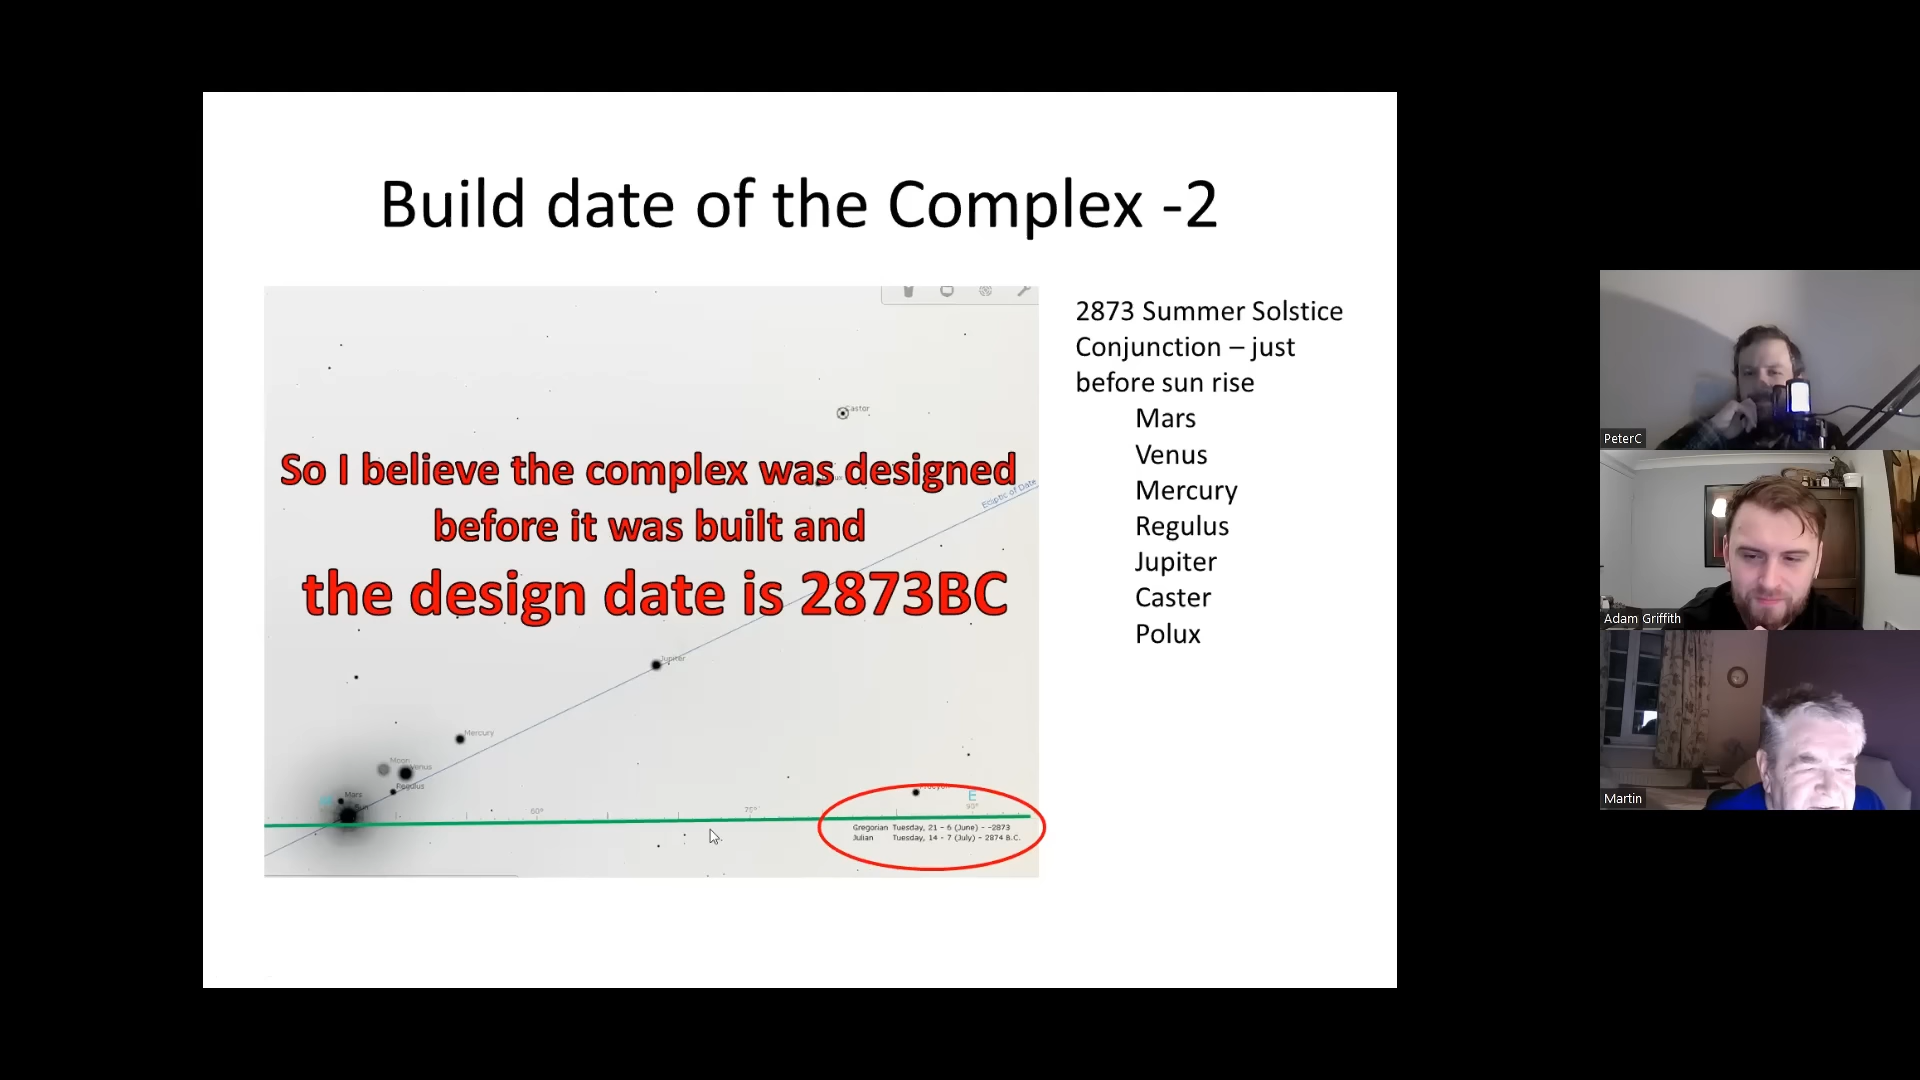 Build date of the Complex -2
Castor
Ecliptic of Date
So I believe the complex was designed
before it was built and
the design date is 2873BC
Jupiter
Mercury
Moon
Venus
Regulus
Mars
60°
75°
90°
E
Gregorian Tuesday, 21 - 6 (June) - -2873
Julian Tuesday, 14 - 7 (July) - 2874 B.C.
2873 Summer Solstice
Conjunction – just
before sun rise
Mars
Venus
Mercury
Regulus
Jupiter
Caster
Polux
PeterC
Adam Griffith
Martin